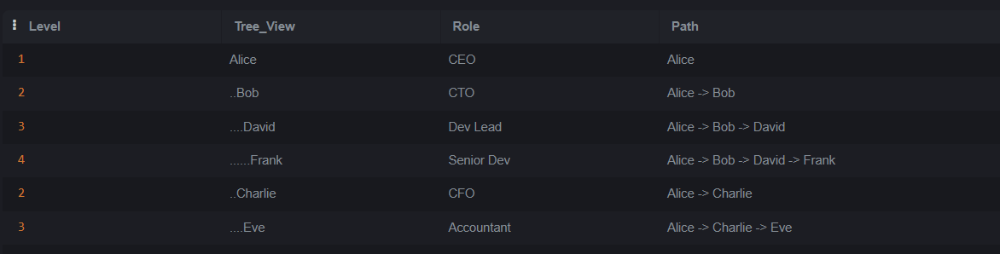 Level Tree_View Role Path
1 Alice CEO Alice
2 ..Bob CTO Alice -> Bob
3 ....David Dev Lead Alice -> Bob -> David
4 ......Frank Senior Dev Alice -> Bob -> David -> Frank
2 ..Charlie CFO Alice -> Charlie
3 ....Eve Accountant Alice -> Charlie -> Eve